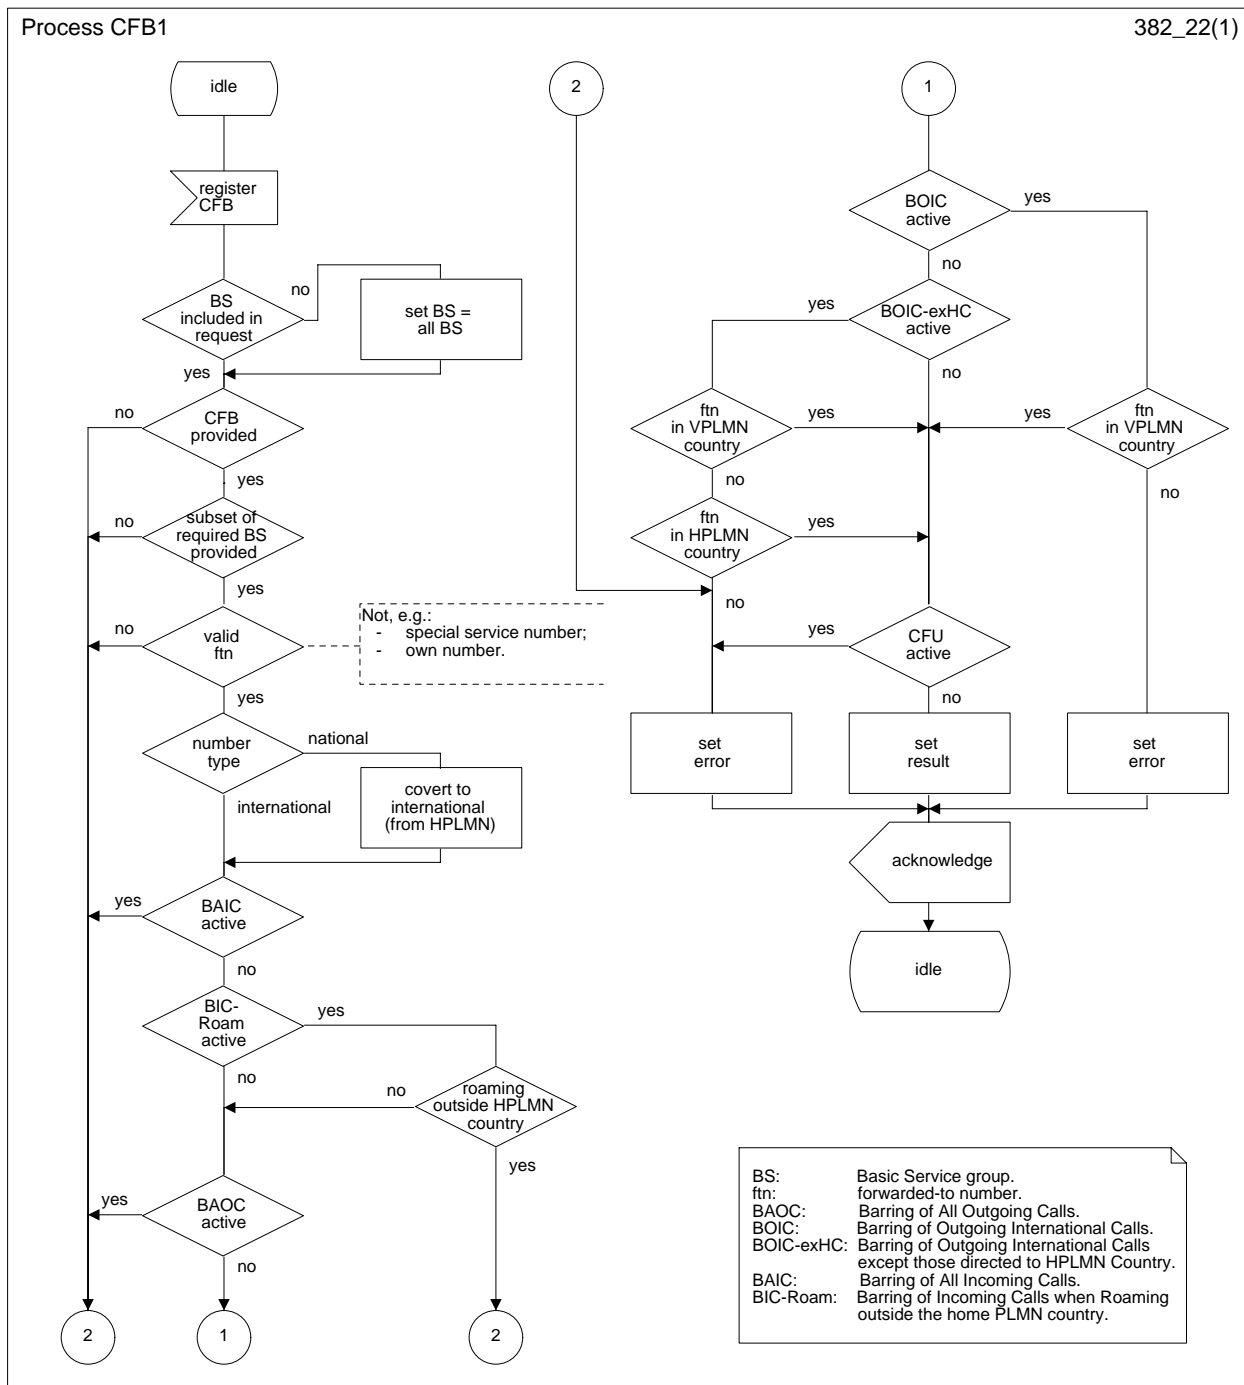 Process CFB1
382_22(1)
idle
register
CFB
BS
included in
request
no
set BS =
all BS
yes
no
CFB
provided
yes
no
subset of
required BS
provided
yes
no
valid
ftn
Not, e.g.:
- special service number;
- own number.
yes
number
type
national
international
covert to
international
(from HPLMN)
yes
BAIC
active
no
BIC-
Roam
active
yes
no
no
roaming
outside HPLMN
country
yes
yes
BAOC
active
no
2
1
2
2
1
BOIC
active
yes
no
yes
BOIC-exHC
active
no
ftn
in VPLMN
country
yes
yes
ftn
in VPLMN
country
no
no
ftn
in HPLMN
country
yes
no
yes
CFU
active
no
set
error
set
result
set
error
acknowledge
idle
BS: Basic Service group.
ftn: forwarded-to number.
BAOC: Barring of All Outgoing Calls.
BOIC: Barring of Outgoing International Calls.
BOIC-exHC: Barring of Outgoing International Calls
except those directed to HPLMN Country.
BAIC: Barring of All Incoming Calls.
BIC-Roam: Barring of Incoming Calls when Roaming
outside the home PLMN country.